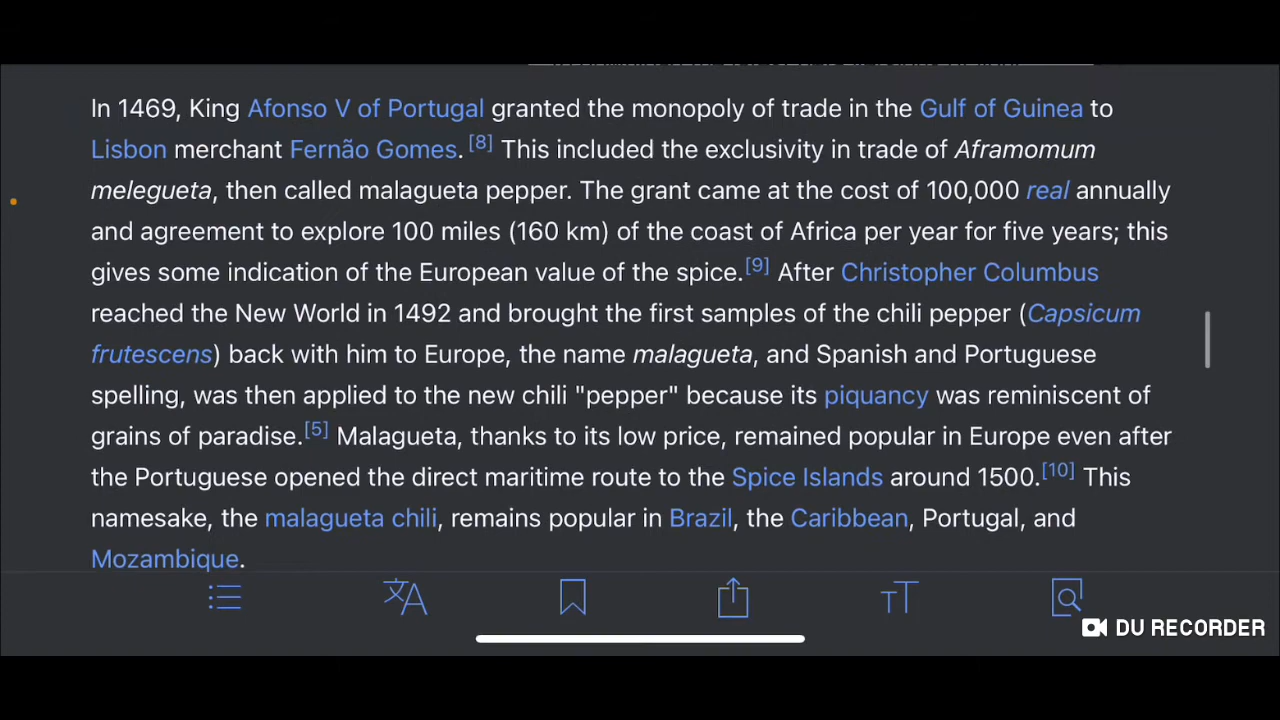 In 1469, King Afonso V of Portugal granted the monopoly of trade in the Gulf of Guinea to
Lisbon merchant Fernão Gomes.[8] This included the exclusivity in trade of Aframomum
melegueta, then called malagueta pepper. The grant came at the cost of 100,000 real annually
and agreement to explore 100 miles (160 km) of the coast of Africa per year for five years; this
gives some indication of the European value of the spice.[9] After Christopher Columbus
reached the New World in 1492 and brought the first samples of the chili pepper (Capsicum
frutescens) back with him to Europe, the name malagueta, and Spanish and Portuguese
spelling, was then applied to the new chili "pepper" because its piquancy was reminiscent of
grains of paradise.[5] Malagueta, thanks to its low price, remained popular in Europe even after
the Portuguese opened the direct maritime route to the Spice Islands around 1500.[10] This
namesake, the malagueta chili, remains popular in Brazil, the Caribbean, Portugal, and
Mozambique.
DU RECORDER